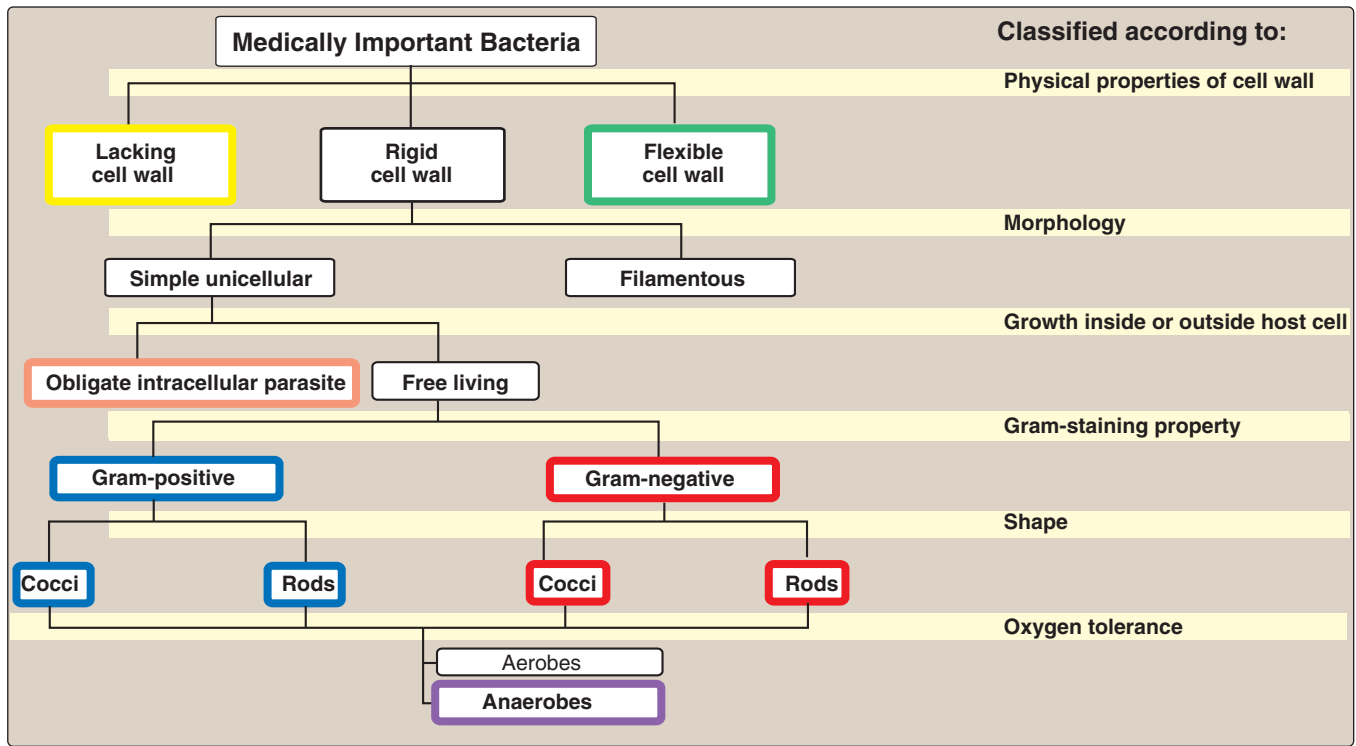 Medically Important Bacteria
Classified according to:
Physical properties of cell wall
Lacking
cell wall
Rigid
cell wall
Flexible
cell wall
Morphology
Simple unicellular
Filamentous
Growth inside or outside host cell
Obligate intracellular parasite
Free living
Gram-staining property
Gram-positive
Gram-negative
Shape
Cocci
Rods
Cocci
Rods
Oxygen tolerance
Aerobes
Anaerobes